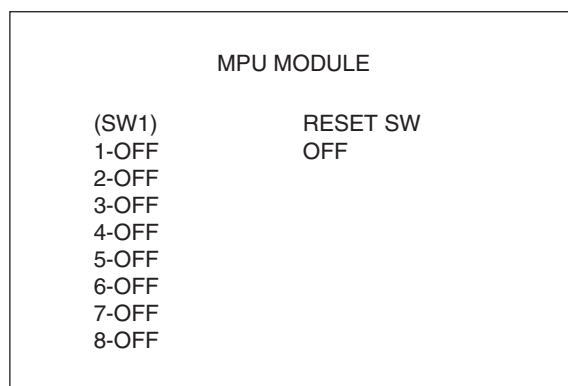 MPU MODULE
(SW1) RESET SW
1-OFF OFF
2-OFF
3-OFF
4-OFF
5-OFF
6-OFF
7-OFF
8-OFF